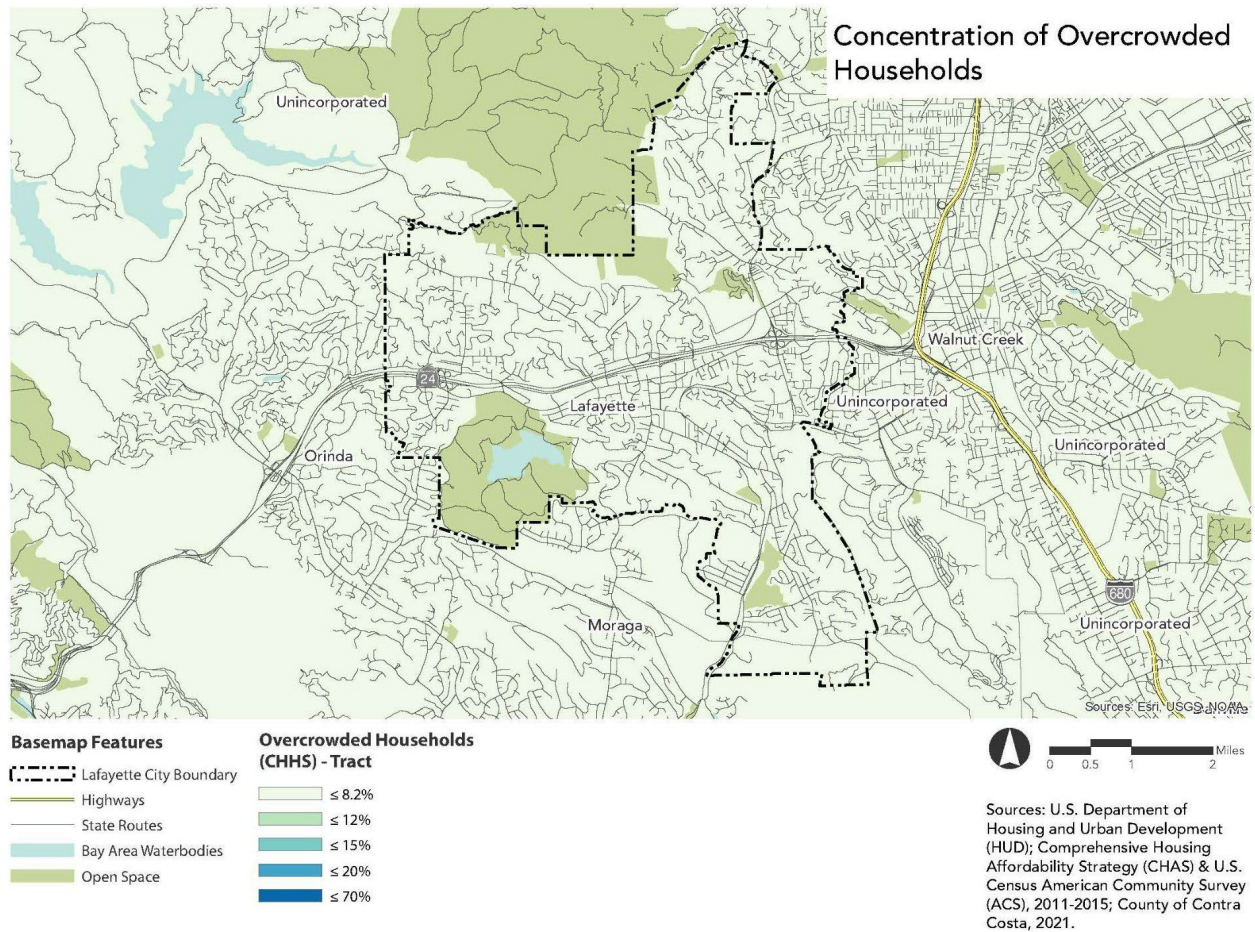 Concentration of Overcrowded
Households
Unincorporated
Walnut Creek
24
Lafayette
Unincorporated
Unincorporated
Orinda
680
Moraga
Unincorporated
Sources: Esri, USGS, NOAA
Basemap Features
Lafayette City Boundary
Highways
State Routes
Bay Area Waterbodies
Open Space
Overcrowded Households
(CHHS) - Tract
≤ 8.2%
≤ 12%
≤ 15%
≤ 20%
≤ 70%
Miles
0 0.5 1 2
Sources: U.S. Department of
Housing and Urban Development
(HUD); Comprehensive Housing
Affordability Strategy (CHAS) & U.S.
Census American Community Survey
(ACS), 2011-2015; County of Contra
Costa, 2021.